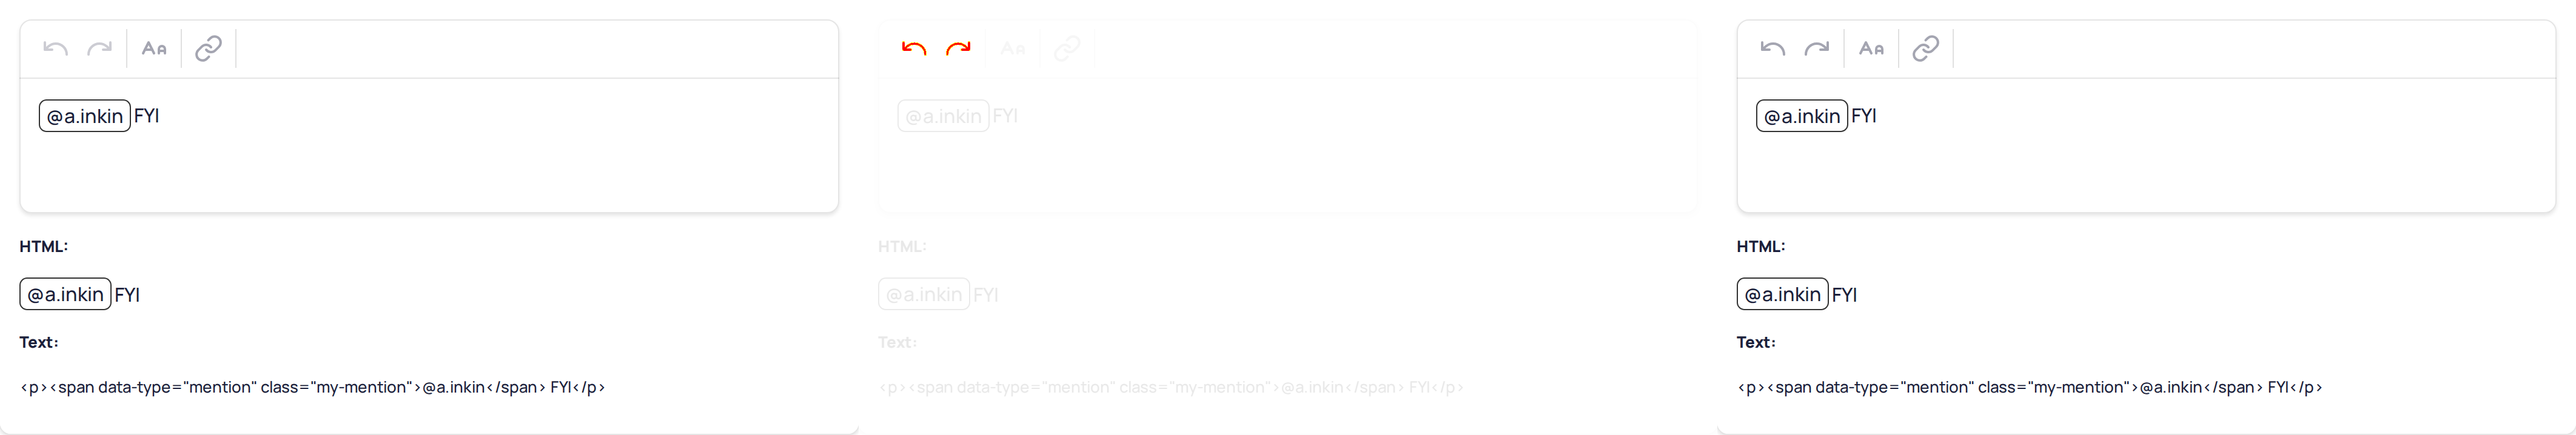 Aa
@a.inkin FYI
HTML:
@a.inkin FYI
Text:
<p><span data-type="mention" class="my-mention">@a.inkin</span> FYI</p>
Aa
@a.inkin FYI
HTML:
@a.inkin FYI
Text:
<p><span data-type="mention" class="my-mention">@a.inkin</span> FYI</p>
Aa
@a.inkin FYI
HTML:
@a.inkin FYI
Text:
<p><span data-type="mention" class="my-mention">@a.inkin</span> FYI</p>